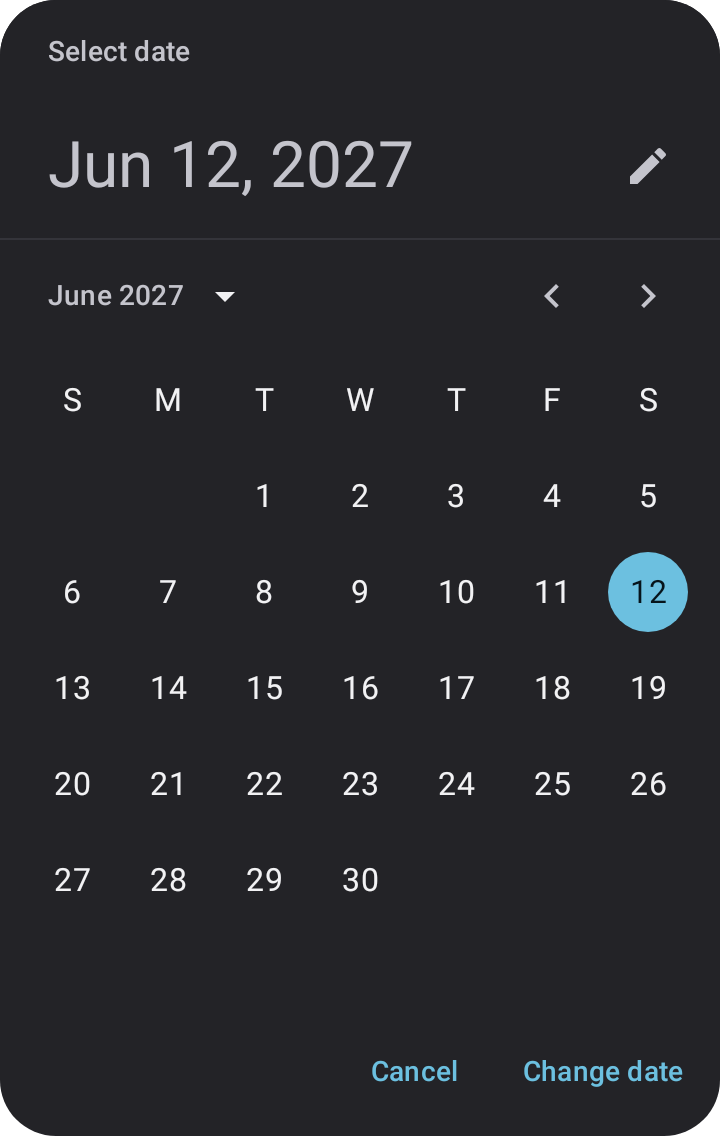 Select date
Jun 12, 2027
June 2027
S M T W T F S
1 2 3 4 5
6 7 8 9 10 11 12
13 14 15 16 17 18 19
20 21 22 23 24 25 26
27 28 29 30
Cancel Change date